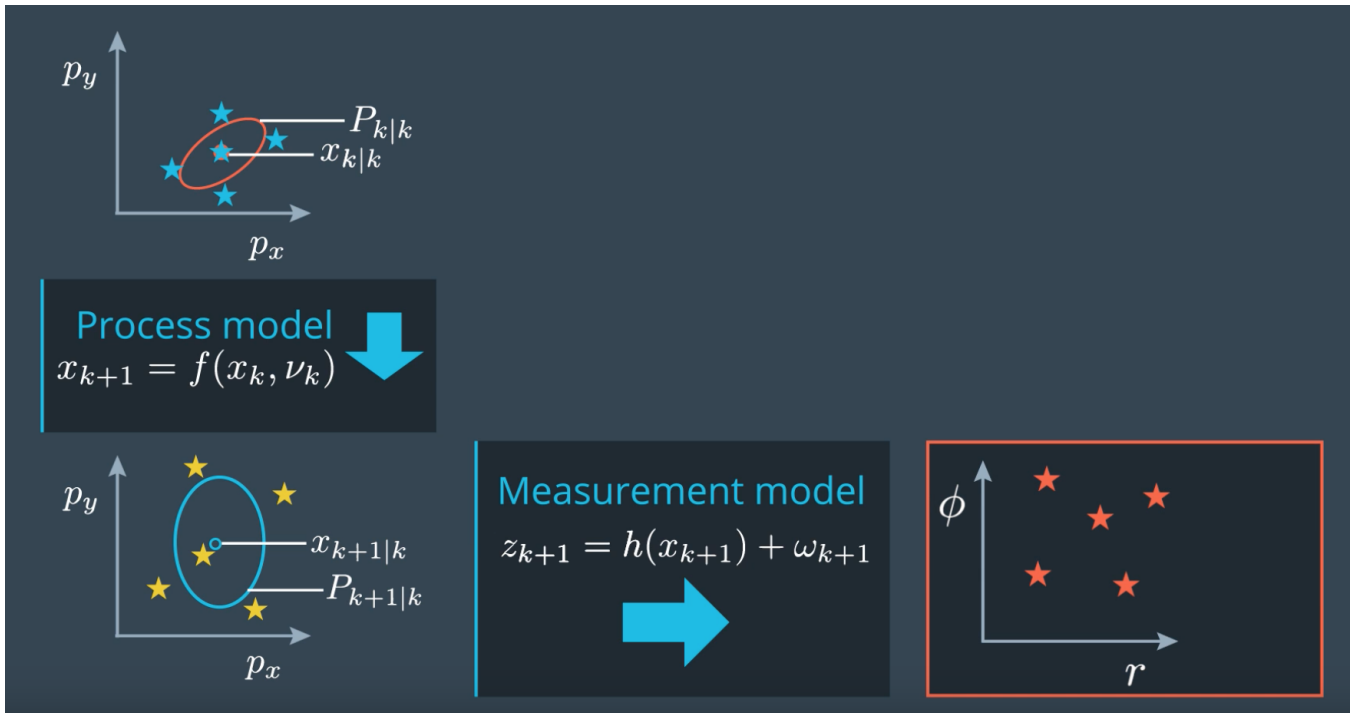 p_y
P_{k|k}
x_{k|k}
p_x
Process model
x_{k+1} = f(x_k, ν_k)
p_y
x_{k+1|k}
P_{k+1|k}
p_x
Measurement model
z_{k+1} = h(x_{k+1}) + ω_{k+1}
ϕ
r